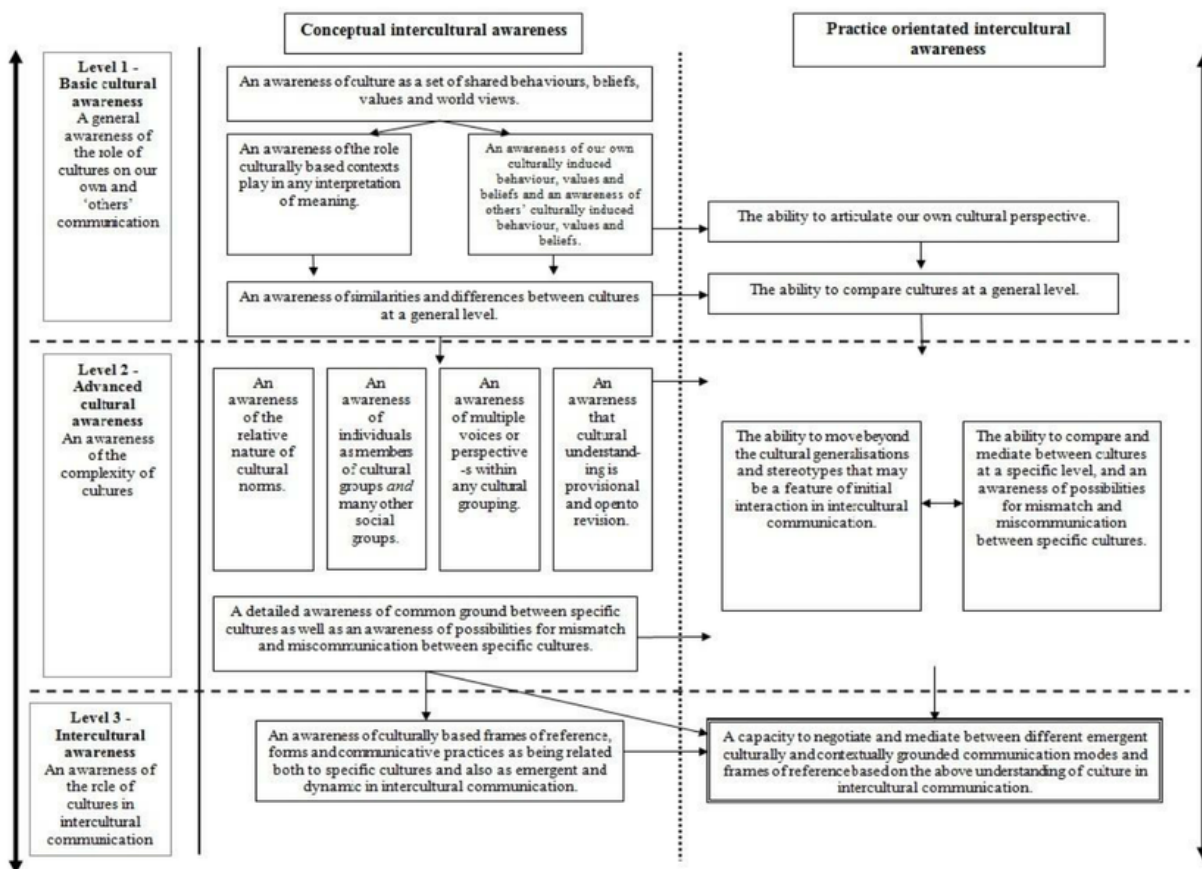 Conceptual intercultural awareness
Practice orientated intercultural
awareness
Level 1 -
Basic cultural
awareness
A general
awareness of
the role of
cultures on our
own and
‘others’
communication
An awareness of culture as a set of shared behaviours, beliefs,
values and world views.
An awareness of the role
culturally based contexts
play in any interpretation
of meaning.
An awareness of our own
culturally induced
behaviour, values and
beliefs and an awareness of
others’ culturally induced
behaviour, values and
beliefs.
The ability to articulate our own cultural perspective.
An awareness of similarities and differences between cultures
at a general level.
The ability to compare cultures at a general level.
Level 2 -
Advanced
cultural
awareness
An awareness
of the
complexity of
cultures
An
awareness
of the
relative
nature of
cultural
norms.
An
awareness
of
individuals
as members
of cultural
groups and
many other
social
groups.
An
awareness
of multiple
voices or
perspective
-s within
any cultural
grouping.
An
awareness
that
cultural
understand-
ing is
provisional
and open to
revision.
The ability to move beyond
the cultural generalisations
and stereotypes that may
be a feature of initial
interaction in intercultural
communication.
The ability to compare and
mediate between cultures
at a specific level, and an
awareness of possibilities
for mismatch and
miscommunication
between specific cultures.
A detailed awareness of common ground between specific
cultures as well as an awareness of possibilities for mismatch
and miscommunication between specific cultures.
Level 3 -
Intercultural
awareness
An awareness of
the role of
cultures in
intercultural
communication
An awareness of culturally based frames of reference,
forms and communicative practices as being related
both to specific cultures and also as emergent and
dynamic in intercultural communication.
A capacity to negotiate and mediate between different emergent
culturally and contextually grounded communication modes and
frames of reference based on the above understanding of culture in
intercultural communication.